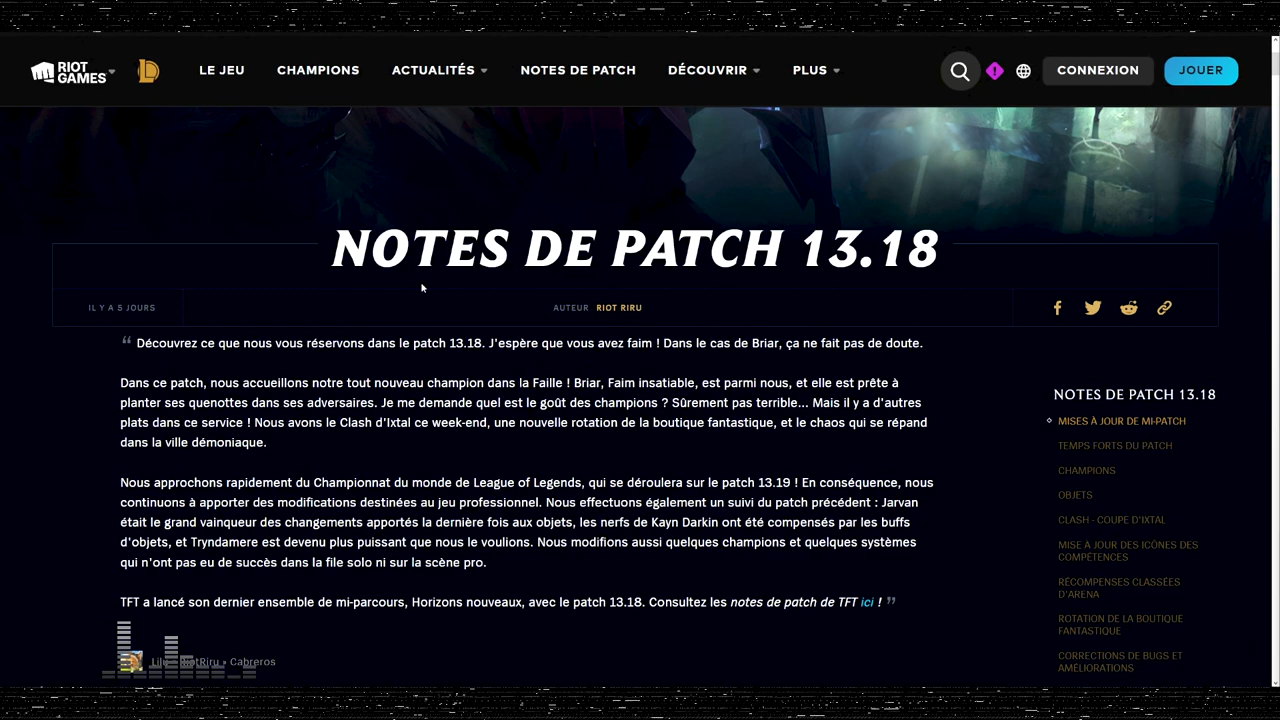 RIOT GAMES
LE JEU
CHAMPIONS
ACTUALITÉS
NOTES DE PATCH
DÉCOUVRIR
PLUS
CONNEXION
JOUER
NOTES DE PATCH 13.18
IL Y A 5 JOURS
AUTEUR RIOT RIRU
“ Découvrez ce que nous vous réservons dans le patch 13.18. J'espère que vous avez faim ! Dans le cas de Briar, ça ne fait pas de doute.
Dans ce patch, nous accueillons notre tout nouveau champion dans la Faille ! Briar, Faim insatiable, est parmi nous, et elle est prête à
planter ses quenottes dans ses adversaires. Je me demande quel est le goût des champions ? Sûrement pas terrible... Mais il y a d'autres
plats dans ce service ! Nous avons le Clash d'Ixtal ce week-end, une nouvelle rotation de la boutique fantastique, et le chaos qui se répand
dans la ville démoniaque.
Nous approchons rapidement du Championnat du monde de League of Legends, qui se déroulera sur le patch 13.19 ! En conséquence, nous
continuons à apporter des modifications destinées au jeu professionnel. Nous effectuons également un suivi du patch précédent : Jarvan
était le grand vainqueur des changements apportés la dernière fois aux objets, les nerfs de Kayn Darkin ont été compensés par les buffs
d'objets, et Tryndamere est devenu plus puissant que nous le voulions. Nous modifions aussi quelques champions et quelques systèmes
qui n'ont pas eu de succès dans la file solo ni sur la scène pro.
TFT a lancé son dernier ensemble de mi-parcours, Horizons nouveaux, avec le patch 13.18. Consultez les notes de patch de TFT ici ! ”
RiotRiru • Cabreros
NOTES DE PATCH 13.18
MISES À JOUR DE MI-PATCH
TEMPS FORTS DU PATCH
CHAMPIONS
OBJETS
CLASH - COUPE D'IXTAL
MISE À JOUR DES ICÔNES DES
COMPÉTENCES
RÉCOMPENSES CLASSÉES
D'ARENA
ROTATION DE LA BOUTIQUE
FANTASTIQUE
CORRECTIONS DE BUGS ET
AMÉLIORATIONS